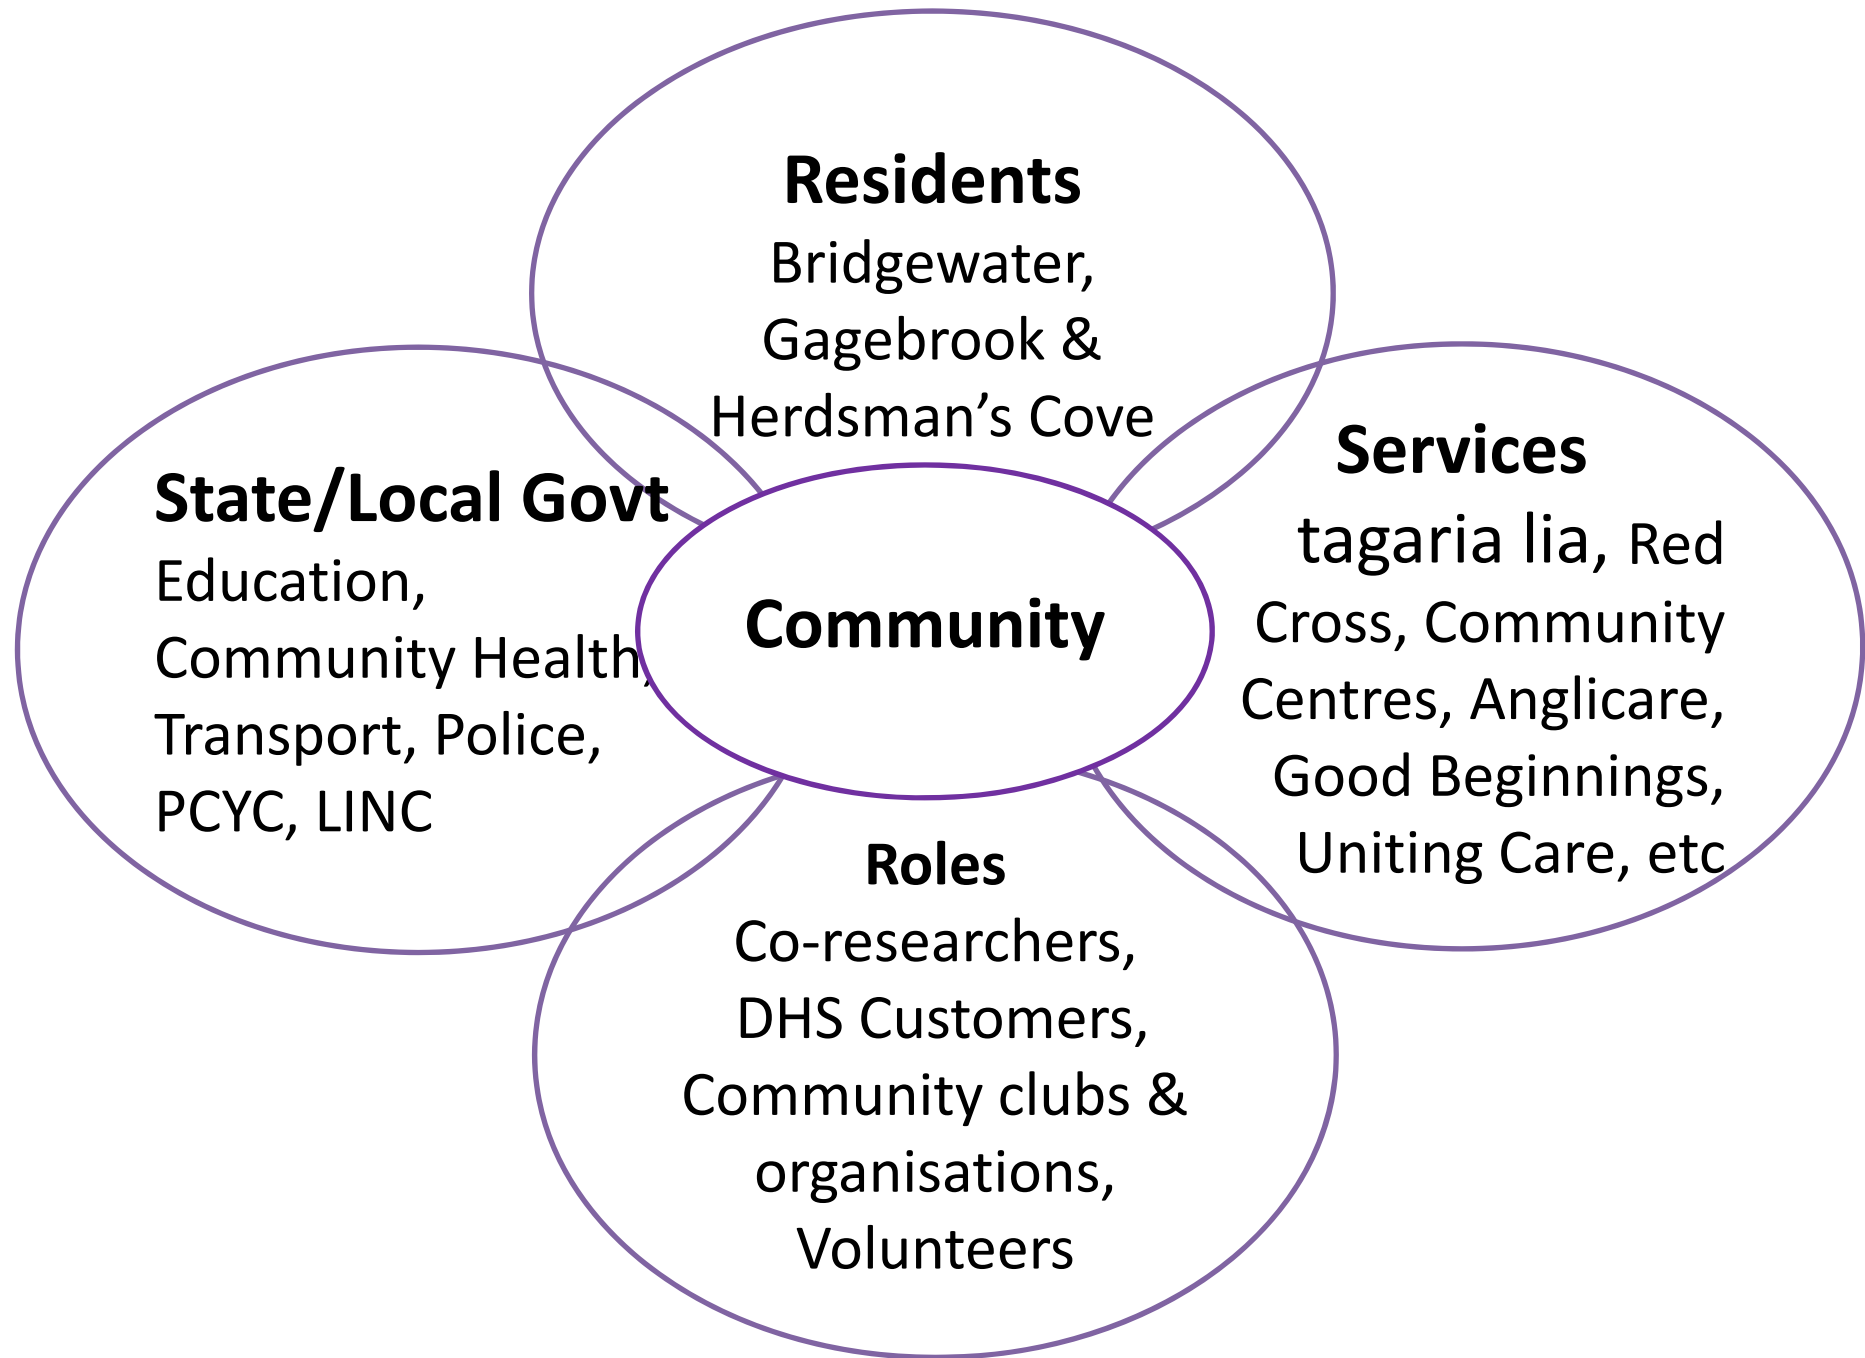 Residents
Bridgewater,
Gagebrook &
Herdsman’s Cove
State/Local Govt
Education,
Community Health,
Transport, Police,
PCYC, LINC
Community
Services
tagaria lia, Red
Cross, Community
Centres, Anglicare,
Good Beginnings,
Uniting Care, etc
Roles
Co-researchers,
DHS Customers,
Community clubs &
organisations,
Volunteers